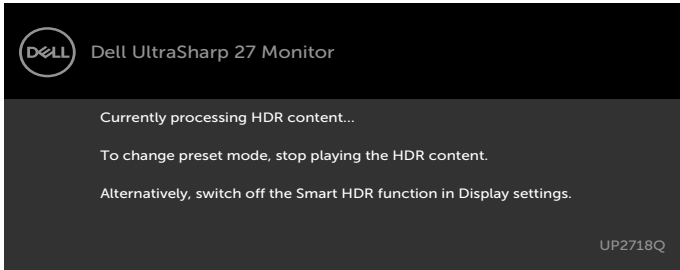 DELL Dell UltraSharp 27 Monitor
Currently processing HDR content...
To change preset mode, stop playing the HDR content.
Alternatively, switch off the Smart HDR function in Display settings.
UP2718Q